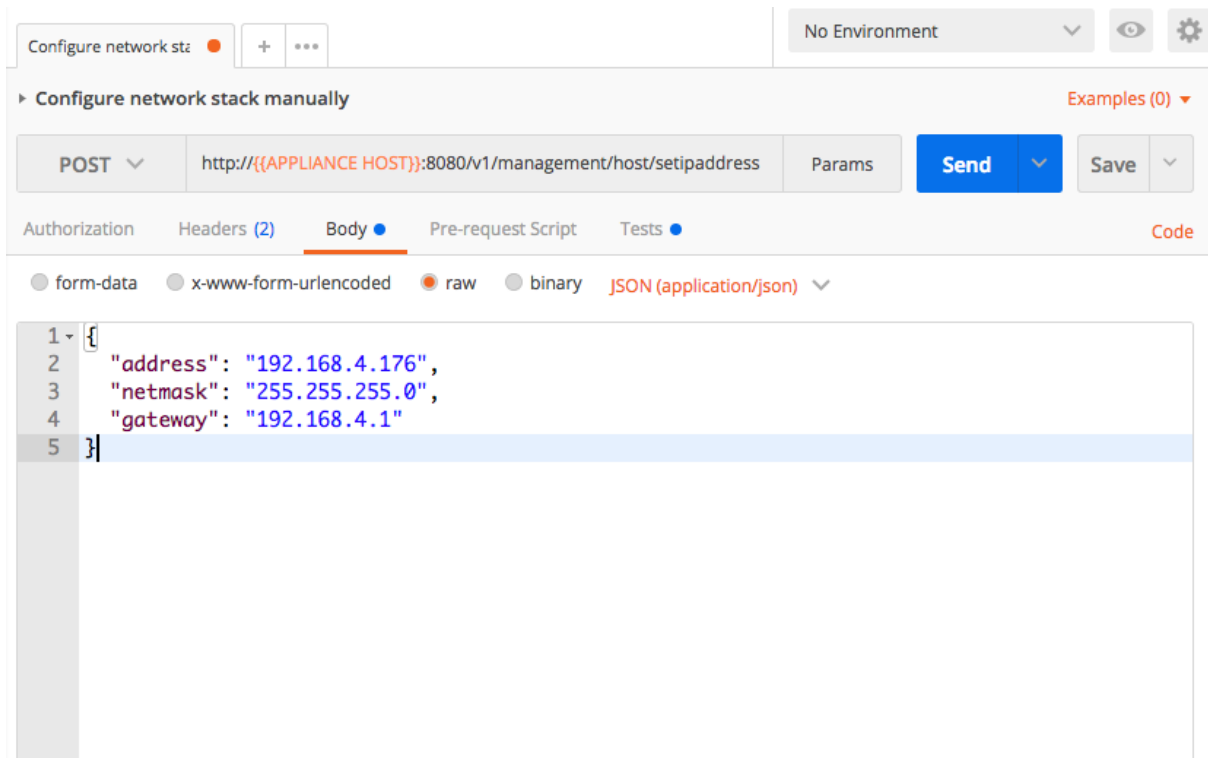 Configure network sta
No Environment
Configure network stack manually
Examples (0)
POST
http://{{APPLIANCE HOST}}:8080/v1/management/host/setipaddress
Params
Send
Save
Authorization
Headers (2)
Body
Pre-request Script
Tests
Code
form-data
x-www-form-urlencoded
raw
binary
JSON (application/json)
1 {
2 "address": "192.168.4.176",
3 "netmask": "255.255.255.0",
4 "gateway": "192.168.4.1"
5 }